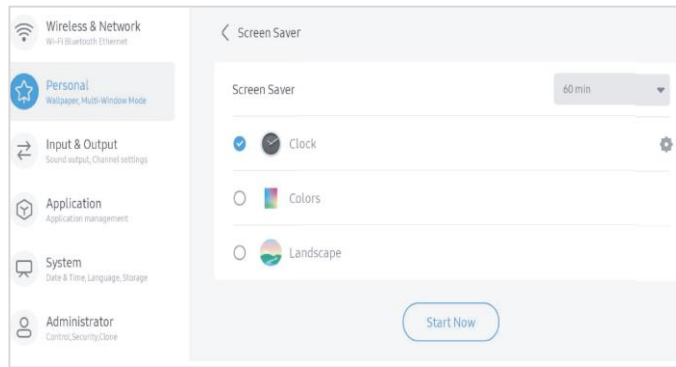 Wireless & Network
Wi-Fi Bluetooth Ethernet
Personal
Wallpaper, Multi-Window Mode
Input & Output
Sound output, Channel settings
Application
Application management
System
Date & Time, Language, Storage
Administrator
Control,Security,Clone
Screen Saver
Screen Saver
60 min
Clock
Colors
Landscape
Start Now